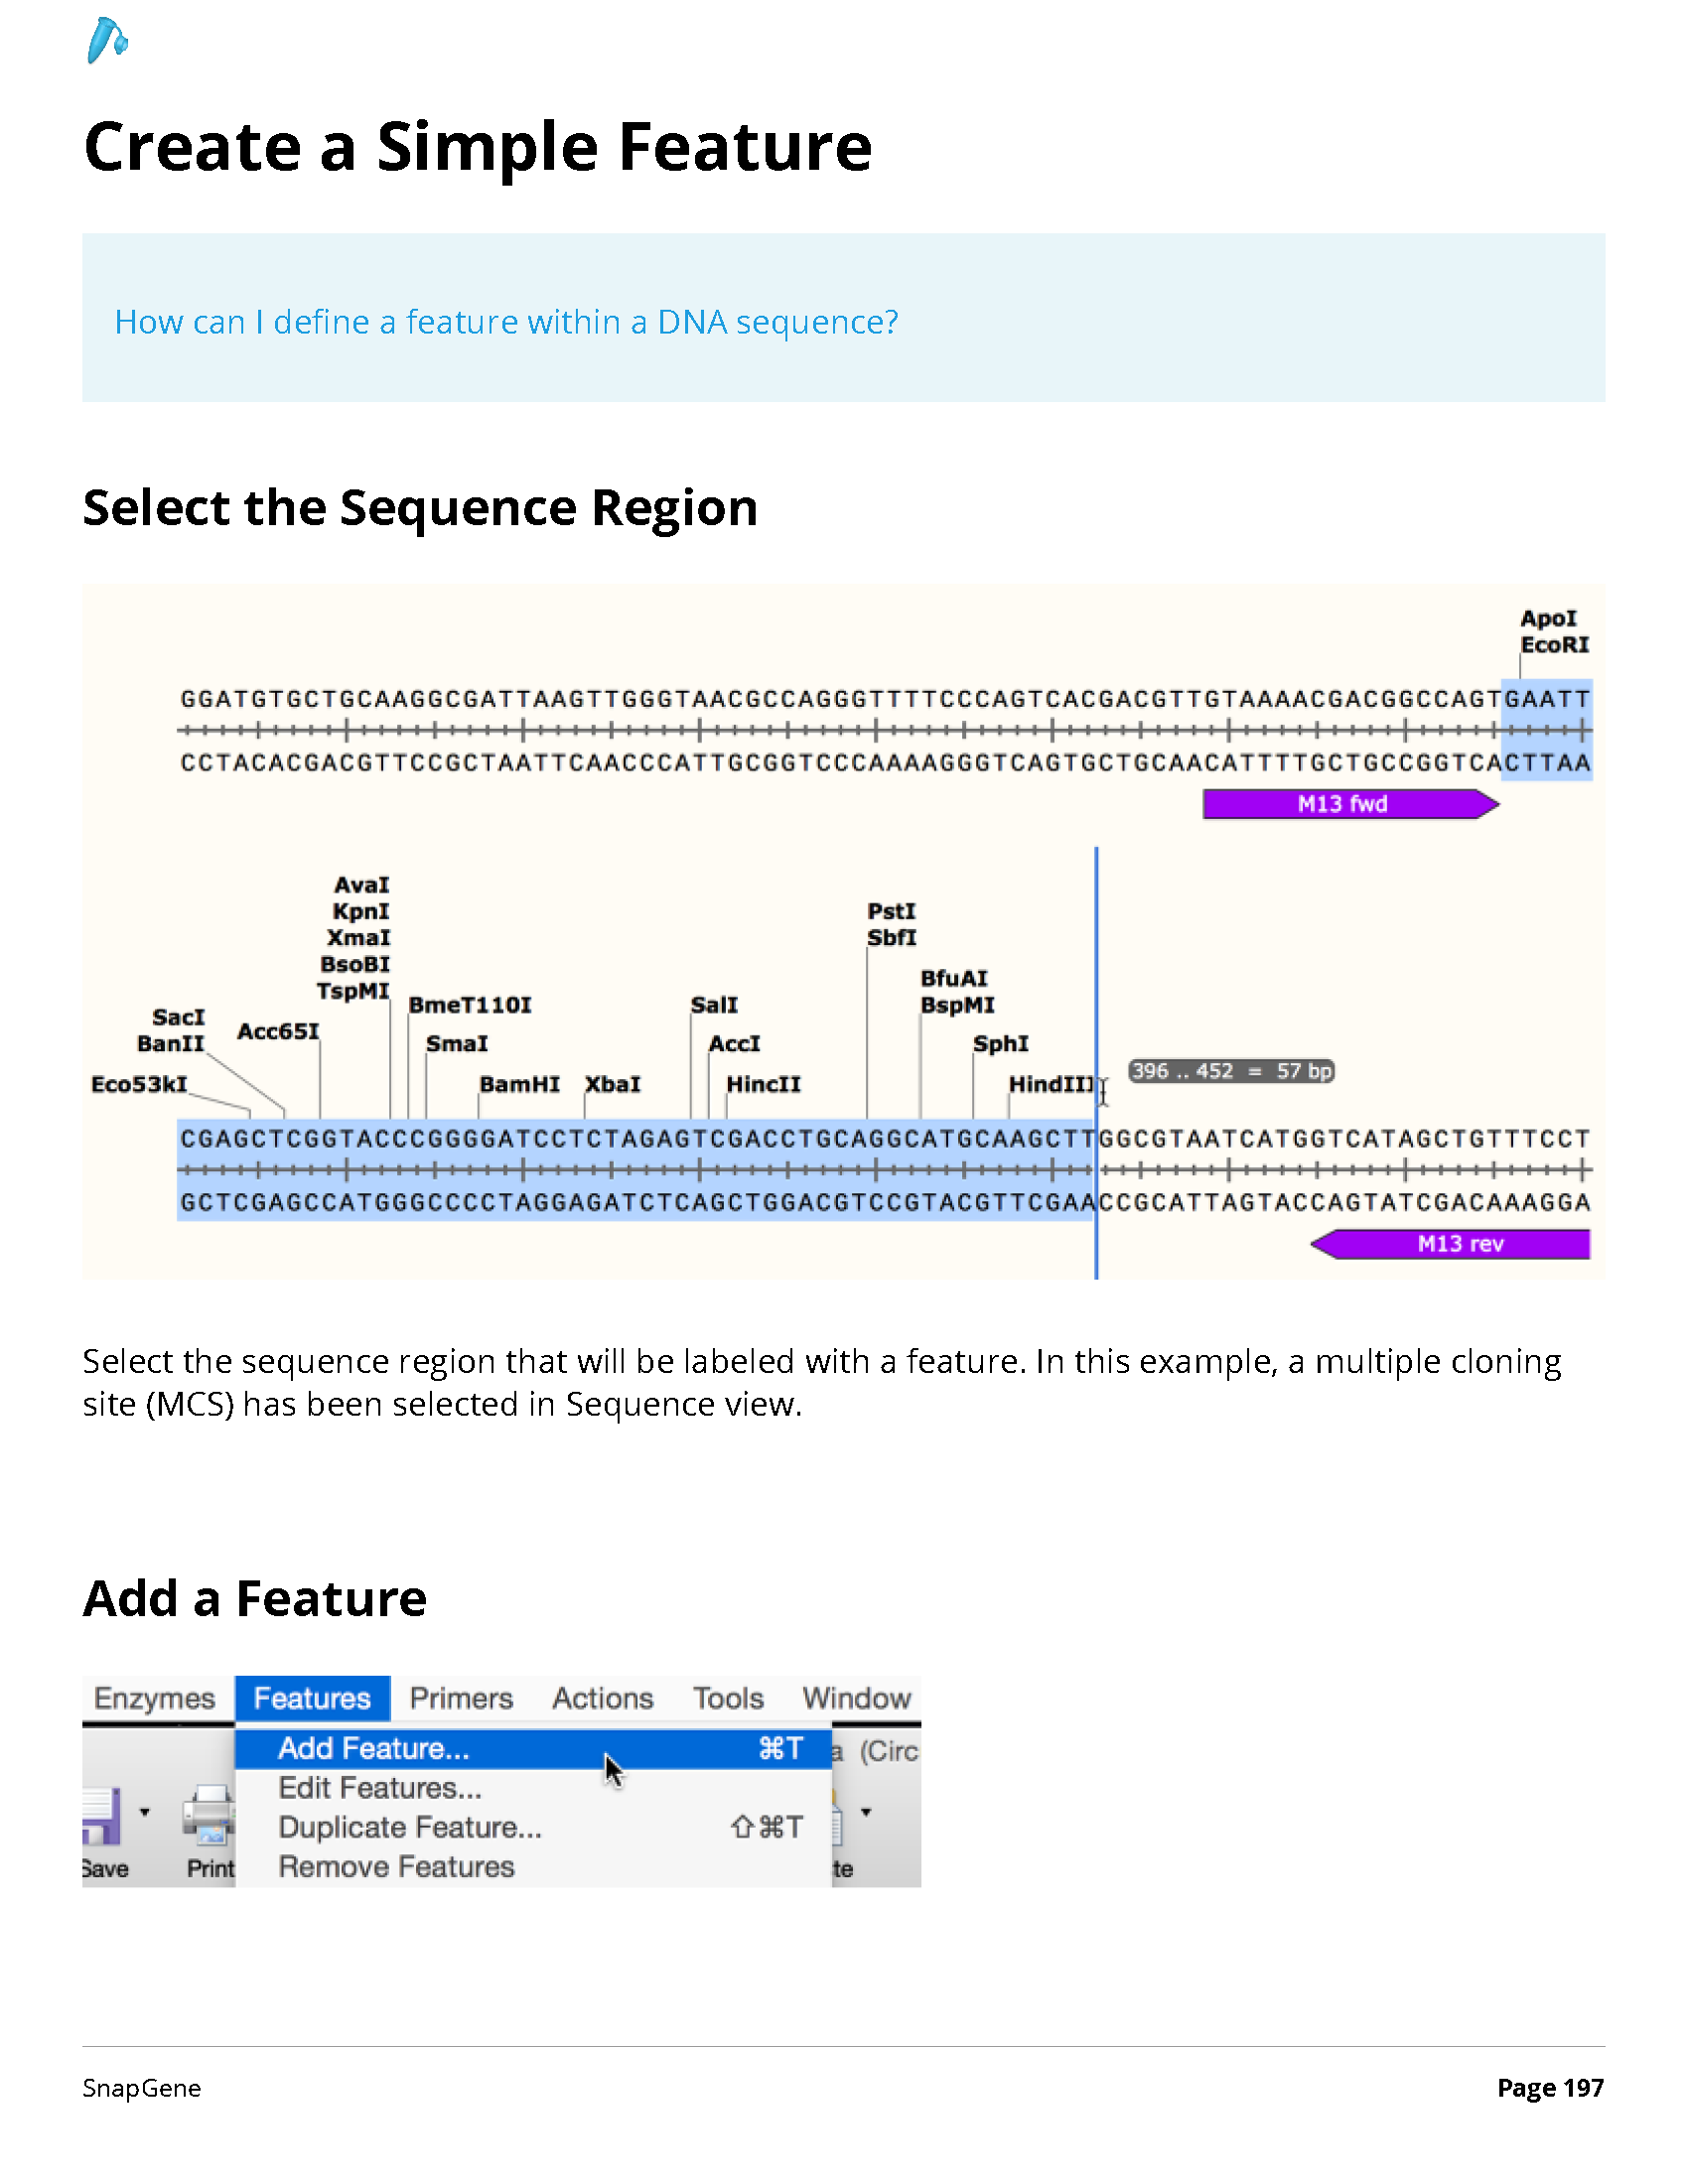 Create a Simple Feature
How can I define a feature within a DNA sequence?
Select the Sequence Region
ApoI
EcoRI
GGATGTGCTGCAAGGCGATTAAGTTGGGTAACGCCAGGGTTTTCCCAGTCACGACGTTGTAAAACGACGGCCAGTGAATT
CCTACACGACGTTCCGCTAATTCAACCCATTGCGGTCCCAAAAGGGTCAGTGCTGCAACATTTTGCTGCCGGTCACTTAA
M13 fwd
AvaI
KpnI
XmaI
BsoBI
TspMI
PstI
SbfI
BfuAI
BspMI
BmeT110I
SalI
SacI
BanII
Acc65I
SmaI
AccI
SphI
Eco53kI
BamHI
XbaI
HincII
HindIII
396 .. 452 = 57 bp
CGAGCTCGGTACCCGGGGATCCTCTAGAGTCGACCTGCAGGCATGCAAGCTTGGCGTAATCATGGTCATAGCTGTTTCCT
GCTCGAGCCATGGGCCCCTAGGAGATCTCAGCTGGACGTCCGTACGTTCGAACCGCATTAGTACCAGTATCGACAAAGGA
M13 rev
Select the sequence region that will be labeled with a feature. In this example, a multiple cloning
site (MCS) has been selected in Sequence view.
Add a Feature
Enzymes Features Primers Actions Tools Window
Add Feature... ⌘T a (Circ
Edit Features...
Duplicate Feature... ⇧⌘T
Save Print Remove Features te
SnapGene Page 197